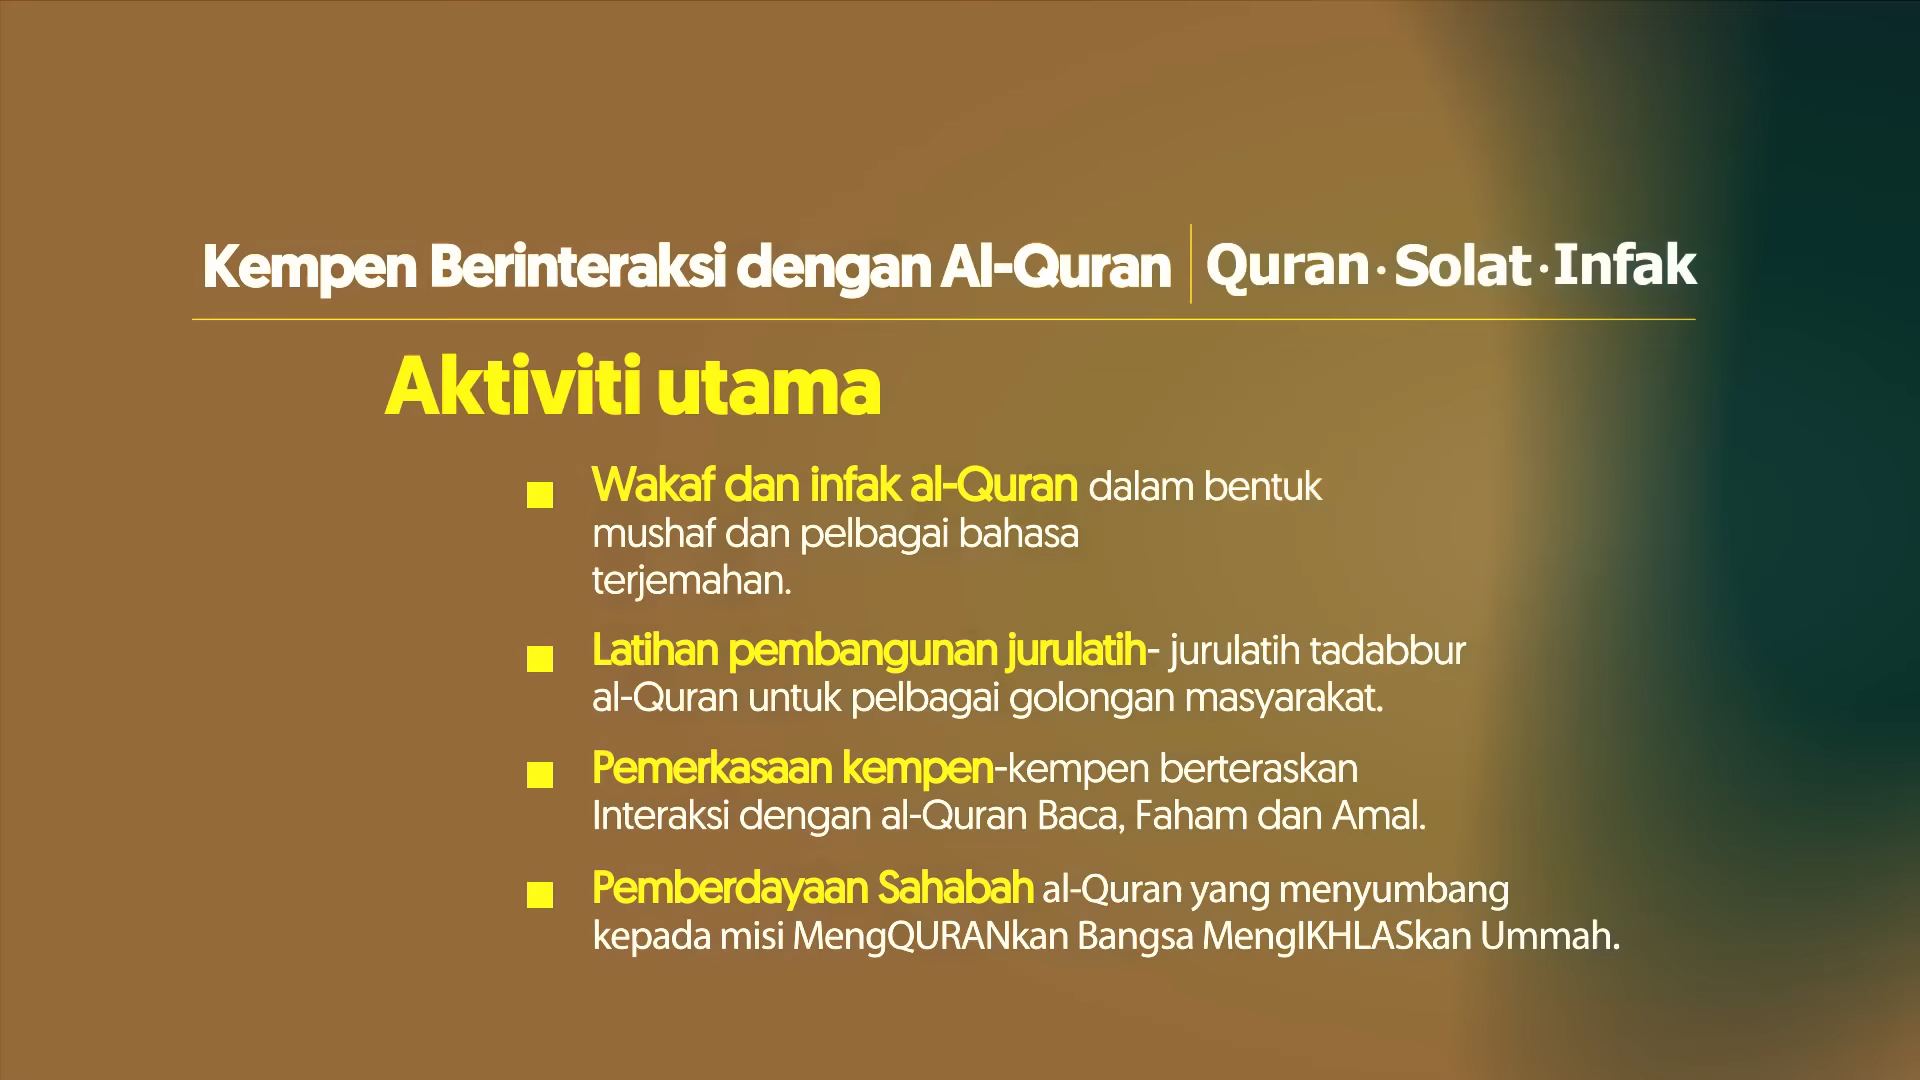 Kempen Berinteraksi dengan Al-Quran | Quran · Solat · Infak
Aktiviti utama
Wakaf dan infak al-Quran dalam bentuk
mushaf dan pelbagai bahasa
terjemahan.
Latihan pembangunan jurulatih- jurulatih tadabbur
al-Quran untuk pelbagai golongan masyarakat.
Pemerkasaan kempen-kempen berteraskan
Interaksi dengan al-Quran Baca, Faham dan Amal.
Pemberdayaan Sahabah al-Quran yang menyumbang
kepada misi MengQURANkan Bangsa MengIKHLASkan Ummah.